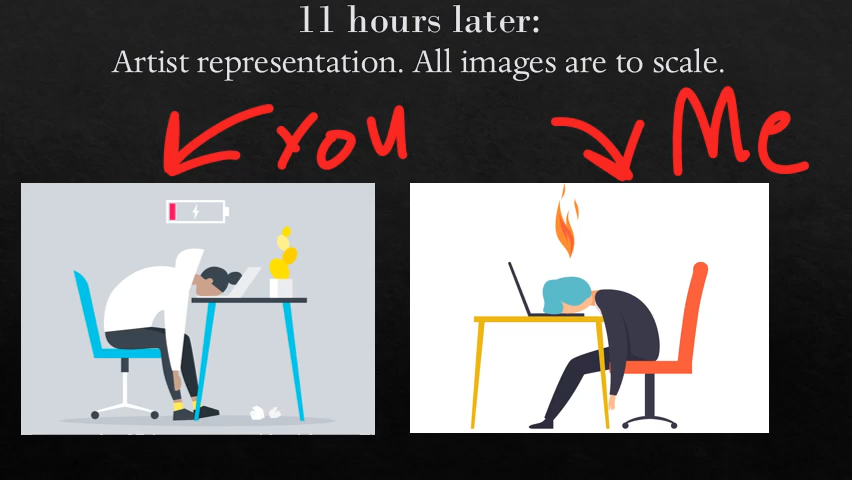 11 hours later:
Artist representation. All images are to scale.
You Me